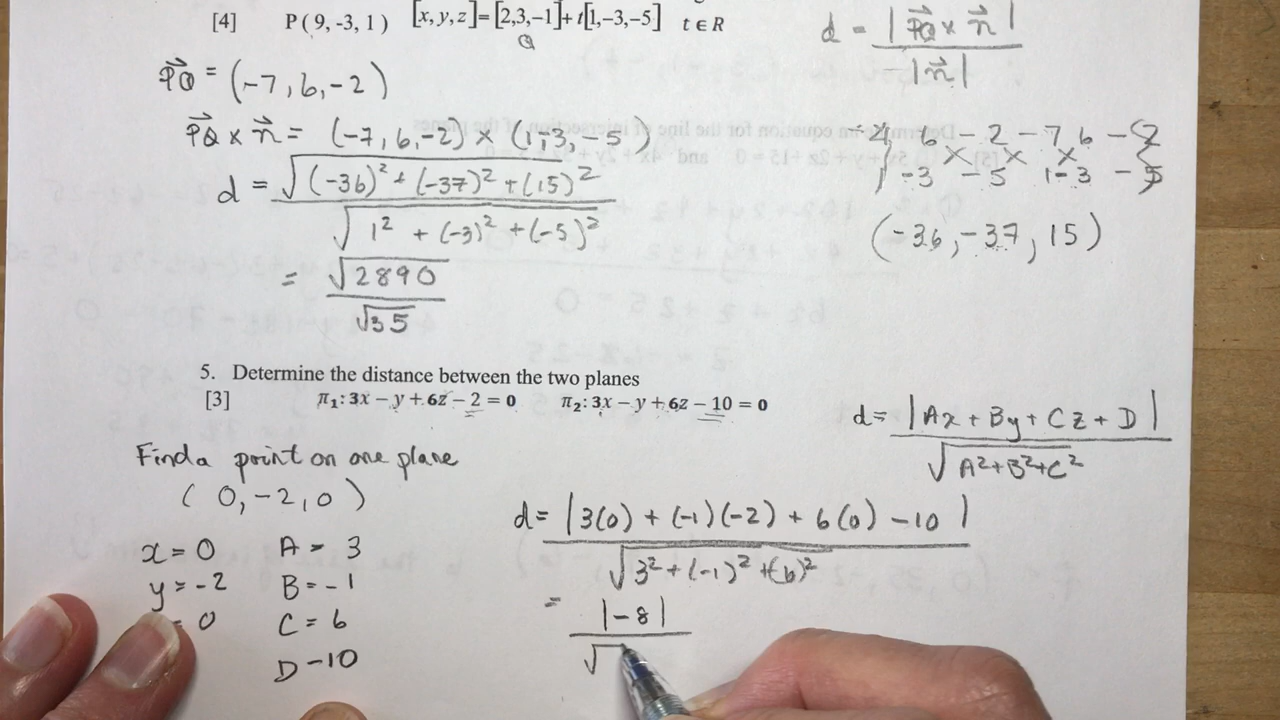 [4] P ( 9, -3, 1 ) [x, y, z]=[2,3,−1]+ t[1,−3,−5] t ∈ R
Q
d = |PQ × n| / |n|
PQ = (-7, 6, -2)
PQ × n = (-7, 6, -2) × (1, -3, -5)
-7 6 -2 -7 6 -2
1 -3 -5 1 -3 -5
d = √(-36)² + (-37)² + (15)² / √1² + (-3)² + (-5)²
(-36, -37, 15)
= √2890 / √35
5. Determine the distance between the two planes
[3] π₁: 3x − y + 6z − 2 = 0 π₂: 3x − y + 6z − 10 = 0
d = |Ax + By + Cz + D| / √A²+B²+C²
Find a point on one plane
(0, -2, 0)
d = |3(0) + (-1)(-2) + 6(0) - 10| / √3² + (-1)² + (6)²
x = 0 A = 3
y = -2 B = -1
= 0 C = 6
D -10
= |-8| / √